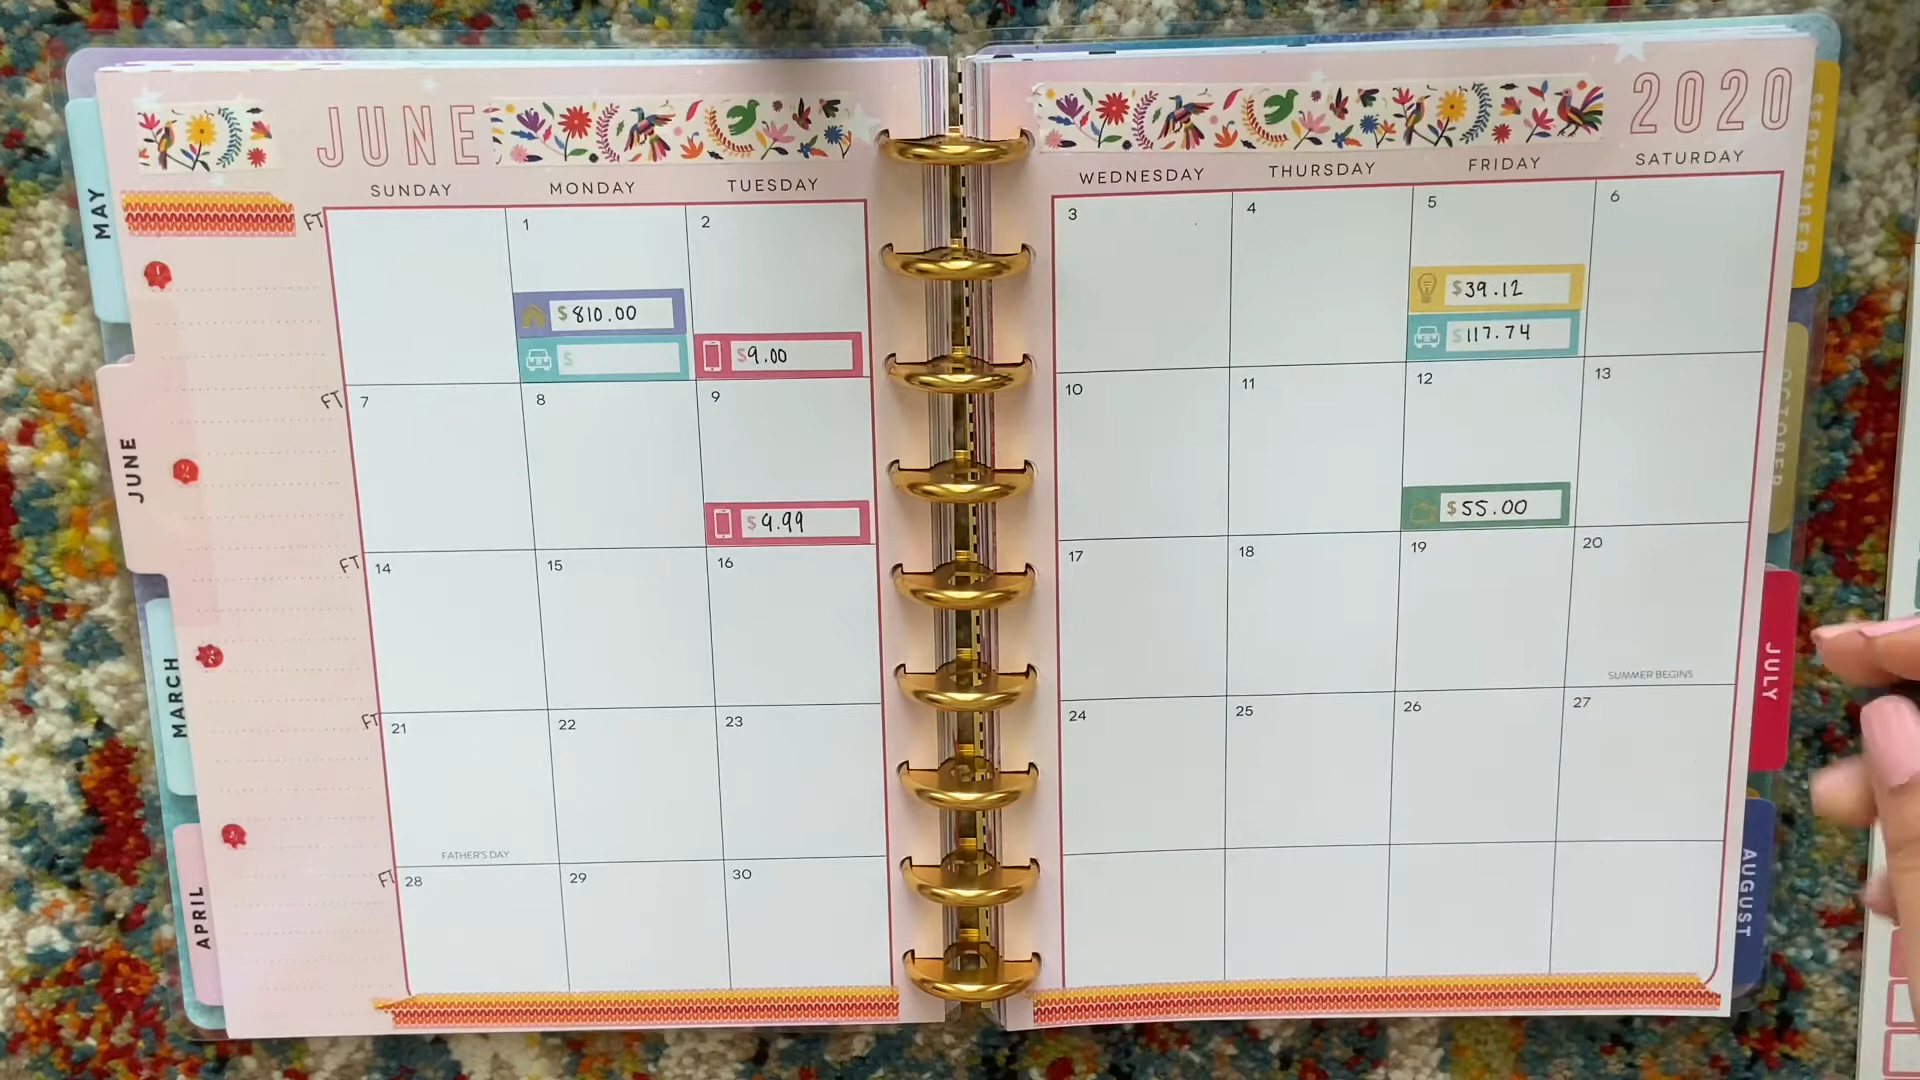 JUNE
2020
SUNDAY MONDAY TUESDAY WEDNESDAY THURSDAY FRIDAY SATURDAY
FT 1 2 3 4 5 6
$810.00
$
$9.00
$39.12
$117.74
FT 7 8 9 10 11 12 13
$9.99
$55.00
FT 14 15 16 17 18 19 20
SUMMER BEGINS
FT 21 22 23 24 25 26 27
FATHER'S DAY
FT 28 29 30
MAY
JUNE
MARCH
APRIL
SEPTEMBER
OCTOBER
JULY
AUGUST